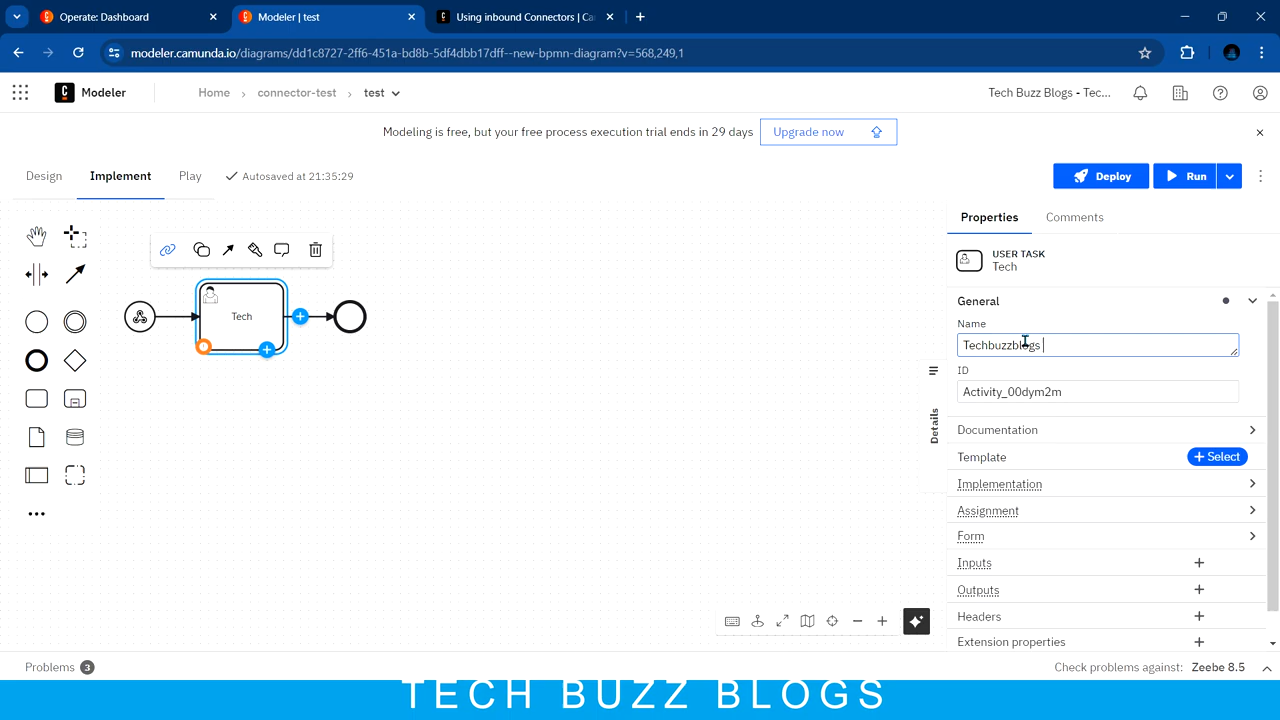 Operate: Dashboard
Modeler | test
Using inbound Connectors | Ca
modeler.camunda.io/diagrams/dd1c8727-2ff6-451a-bd8b-5df4dbb17dff--new-bpmn-diagram?v=568,249,1
Modeler
Home
connector-test
test
Tech Buzz Blogs - Tec...
Modeling is free, but your free process execution trial ends in 29 days
Upgrade now
Design
Implement
Play
Autosaved at 21:35:29
Deploy
Run
Properties
Comments
USER TASK
Tech
General
Name
Techbuzzblogs
ID
Activity_00dym2m
Documentation
Template
+ Select
Implementation
Assignment
Form
Inputs
Outputs
Headers
Extension properties
Details
Tech
Problems 3
Check problems against: Zeebe 8.5
TECH BUZZ BLOGS